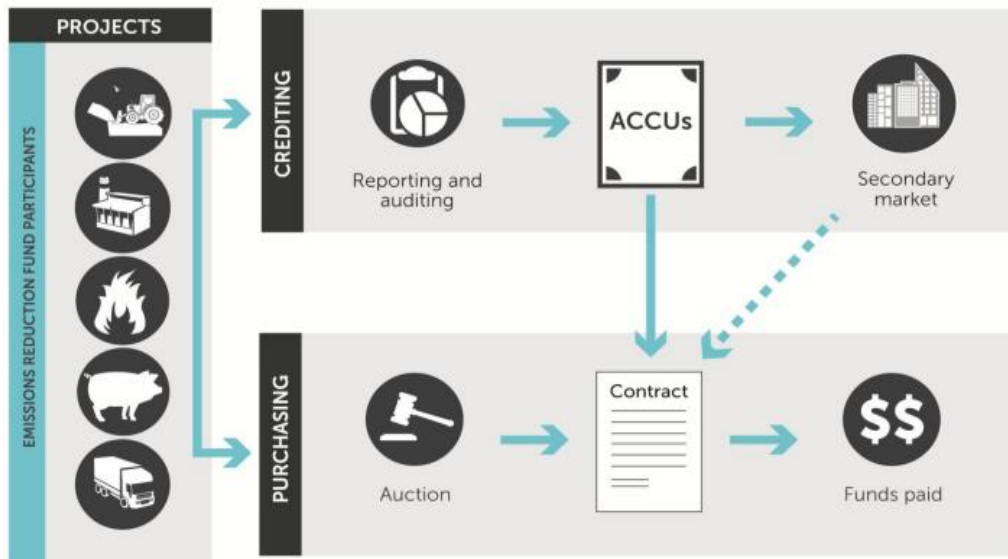 PROJECTS
EMISSIONS REDUCTION FUND PARTICIPANTS
CREDITING
Reporting and
auditing
ACCUs
Secondary
market
PURCHASING
Auction
Contract
$$
Funds paid